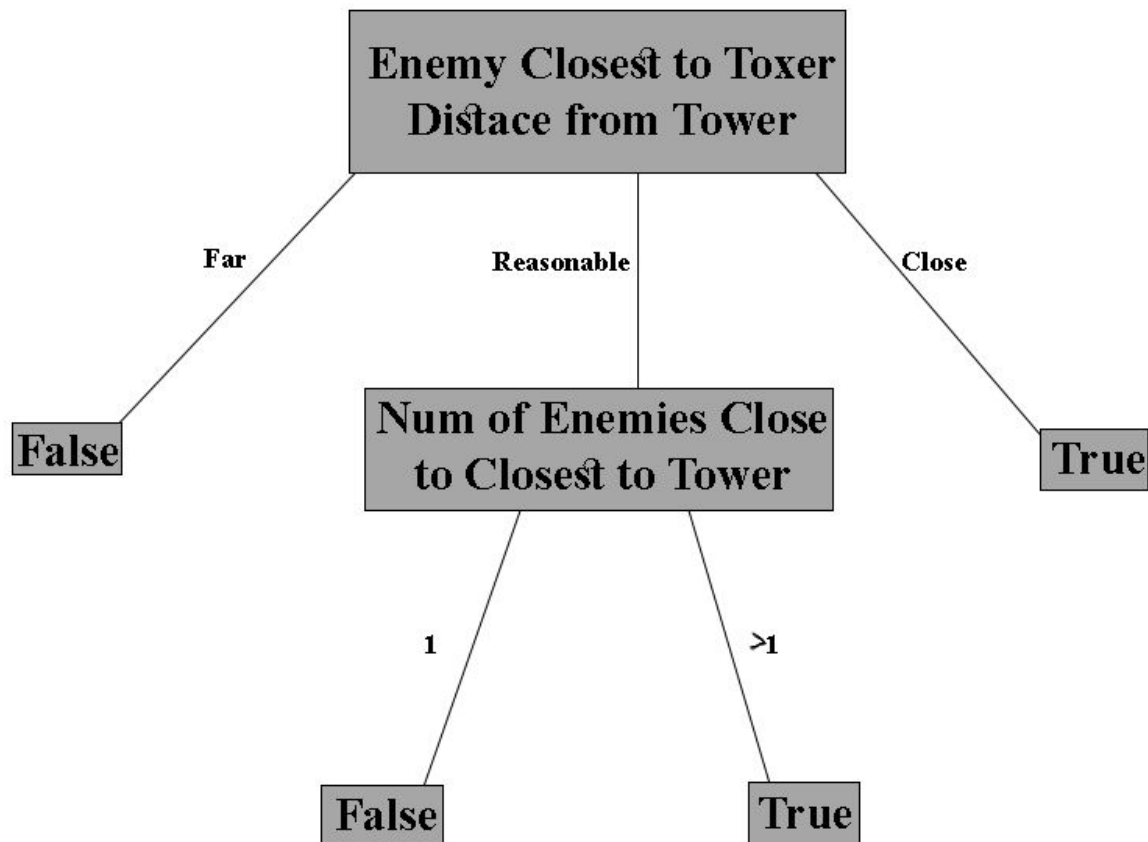 Enemy Closest to Toxer
Distace from Tower
Far
Reasonable
Close
False
Num of Enemies Close
to Closest to Tower
True
1
>1
False
True